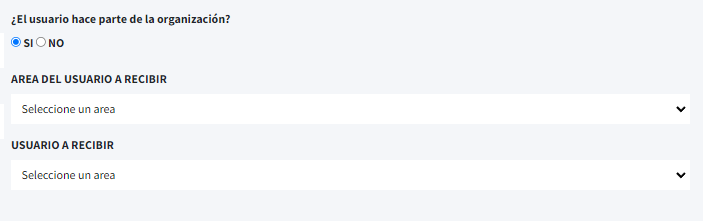 ¿El usuario hace parte de la organización?
SI NO
AREA DEL USUARIO A RECIBIR
Seleccione un area
USUARIO A RECIBIR
Seleccione un area